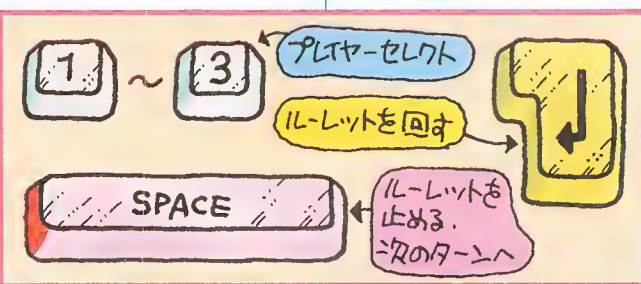 1 ~ 3
プレイヤーセレクト
ルーレットを回す
SPACE
ルーレットを
止める.
次のターンへ